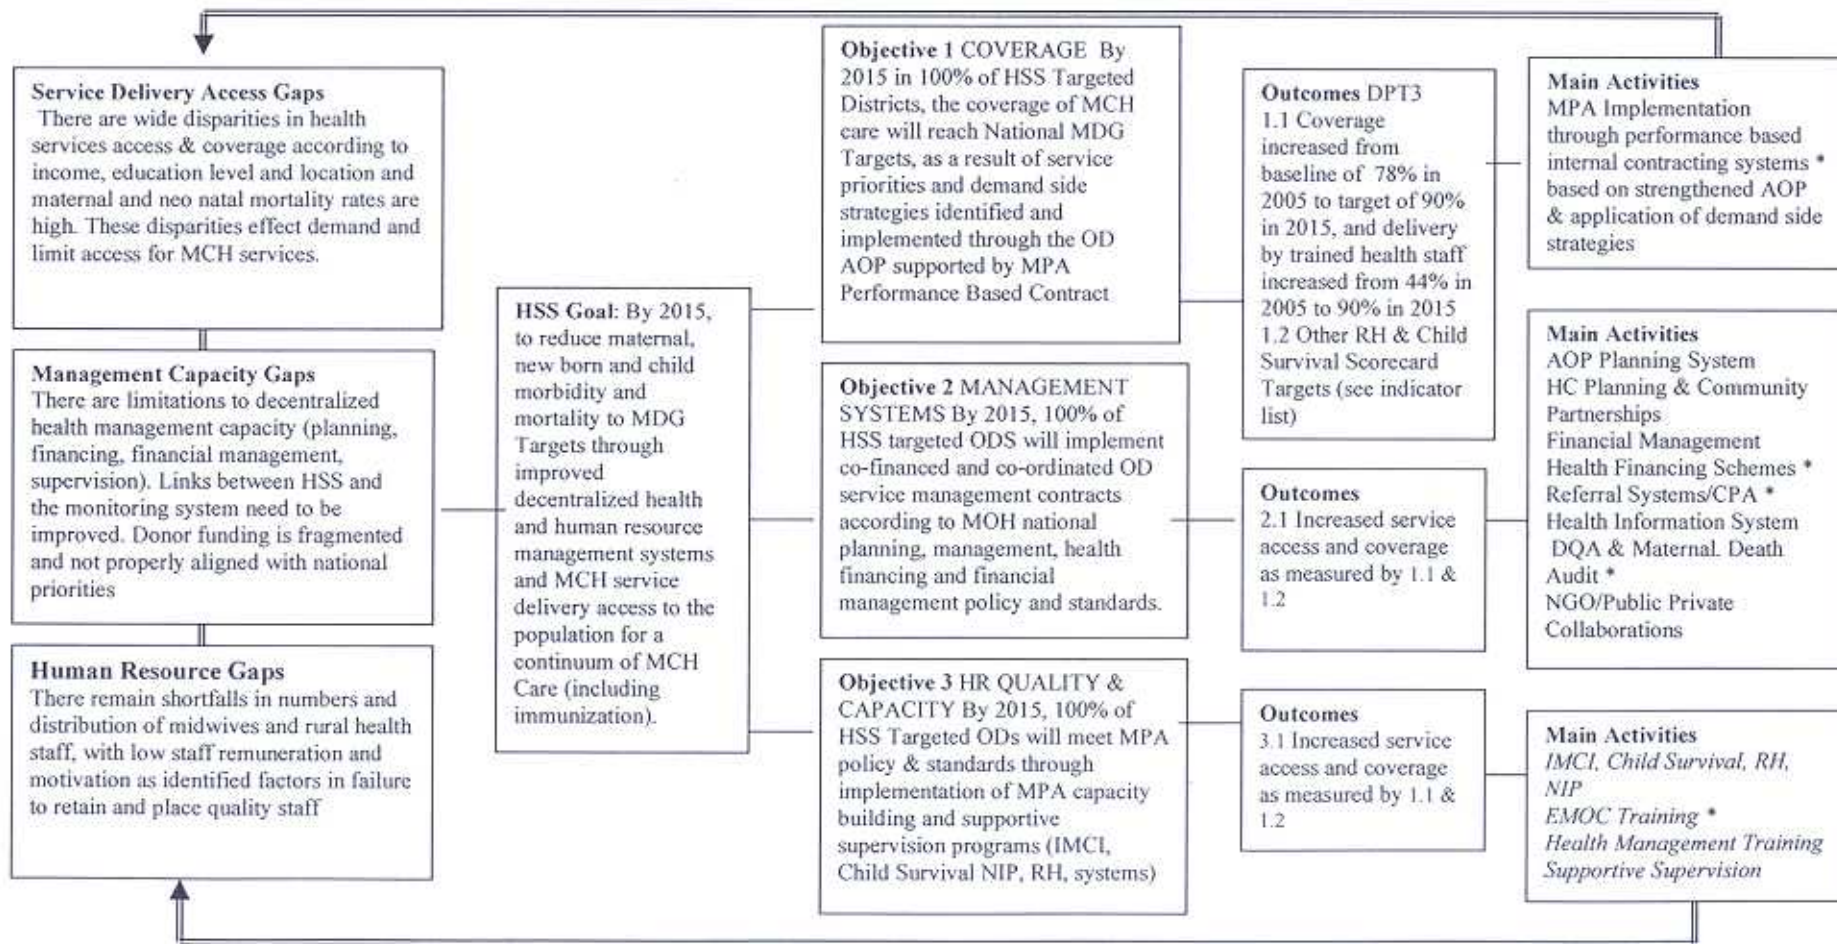 Service Delivery Access Gaps
There are wide disparities in health
services access & coverage according to
income, education level and location and
maternal and neo natal mortality rates are
high. These disparities effect demand and
limit access for MCH services.
Management Capacity Gaps
There are limitations to decentralized
health management capacity (planning,
financing, financial management,
supervision). Links between HSS and
the monitoring system need to be
improved. Donor funding is fragmented
and not properly aligned with national
priorities
Human Resource Gaps
There remain shortfalls in numbers and
distribution of midwives and rural health
staff, with low staff remuneration and
motivation as identified factors in failure
to retain and place quality staff
HSS Goal: By 2015,
to reduce maternal,
new born and child
morbidity and
mortality to MDG
Targets through
improved
decentralized health
and human resource
management systems
and MCH service
delivery access to the
population for a
continuum of MCH
Care (including
immunization).
Objective 1 COVERAGE By
2015 in 100% of HSS Targeted
Districts, the coverage of MCH
care will reach National MDG
Targets, as a result of service
priorities and demand side
strategies identified and
implemented through the OD
AOP supported by MPA
Performance Based Contract
Objective 2 MANAGEMENT
SYSTEMS By 2015, 100% of
HSS targeted ODS will implement
co-financed and co-ordinated OD
service management contracts
according to MOH national
planning, management, health
financing and financial
management policy and standards.
Objective 3 HR QUALITY &
CAPACITY By 2015, 100% of
HSS Targeted ODs will meet MPA
policy & standards through
implementation of MPA capacity
building and supportive
supervision programs (IMCI,
Child Survival NIP, RH, systems)
Outcomes DPT3
1.1 Coverage
increased from
baseline of 78% in
2005 to target of 90%
in 2015, and delivery
by trained health staff
increased from 44% in
2005 to 90% in 2015
1.2 Other RH & Child
Survival Scorecard
Targets (see indicator
list)
Outcomes
2.1 Increased service
access and coverage
as measured by 1.1 &
1.2
Outcomes
3.1 Increased service
access and coverage
as measured by 1.1 &
1.2
Main Activities
MPA Implementation
through performance based
internal contracting systems *
based on strengthened AOP
& application of demand side
strategies
Main Activities
AOP Planning System
HC Planning & Community
Partnerships
Financial Management
Health Financing Schemes *
Referral Systems/CPA *
Health Information System
DQA & Maternal. Death
Audit *
NGO/Public Private
Collaborations
Main Activities
IMCI, Child Survival, RH,
NIP
EMOC Training *
Health Management Training
Supportive Supervision